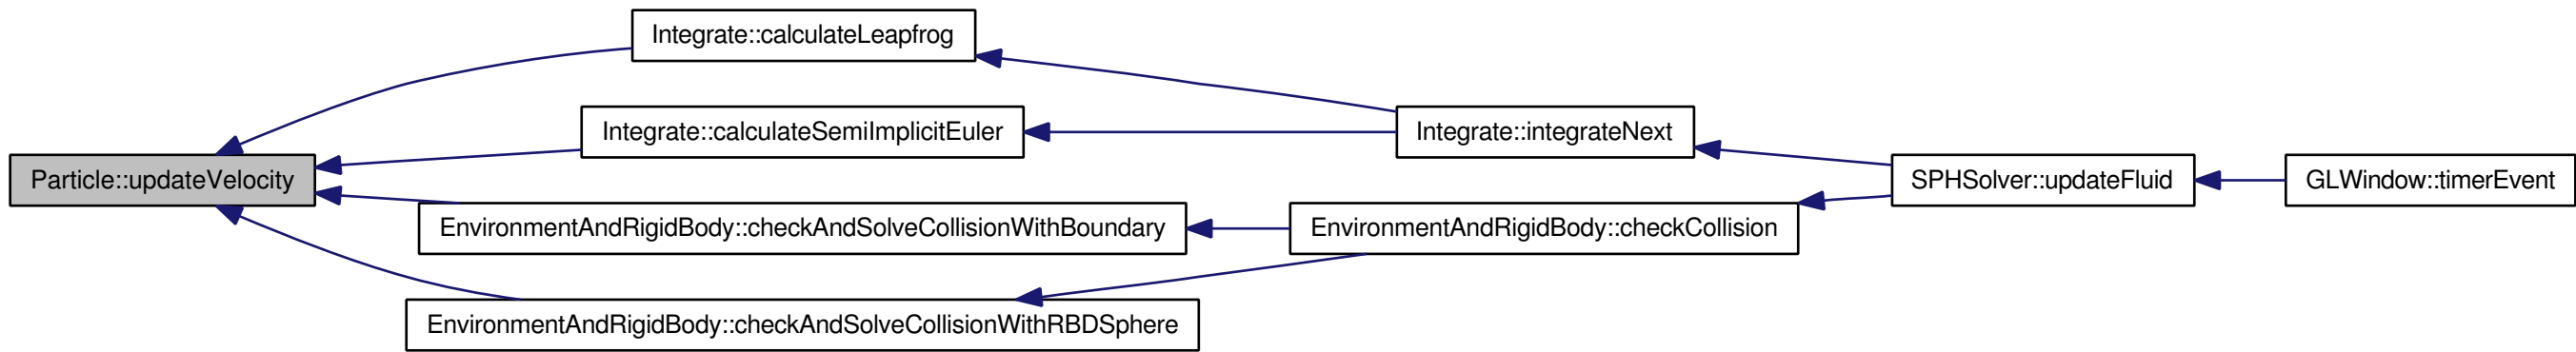 Particle::updateVelocity
Integrate::calculateLeapfrog
Integrate::calculateSemiImplicitEuler
EnvironmentAndRigidBody::checkAndSolveCollisionWithBoundary
EnvironmentAndRigidBody::checkAndSolveCollisionWithRBDSphere
Integrate::integrateNext
EnvironmentAndRigidBody::checkCollision
SPHSolver::updateFluid
GLWindow::timerEvent